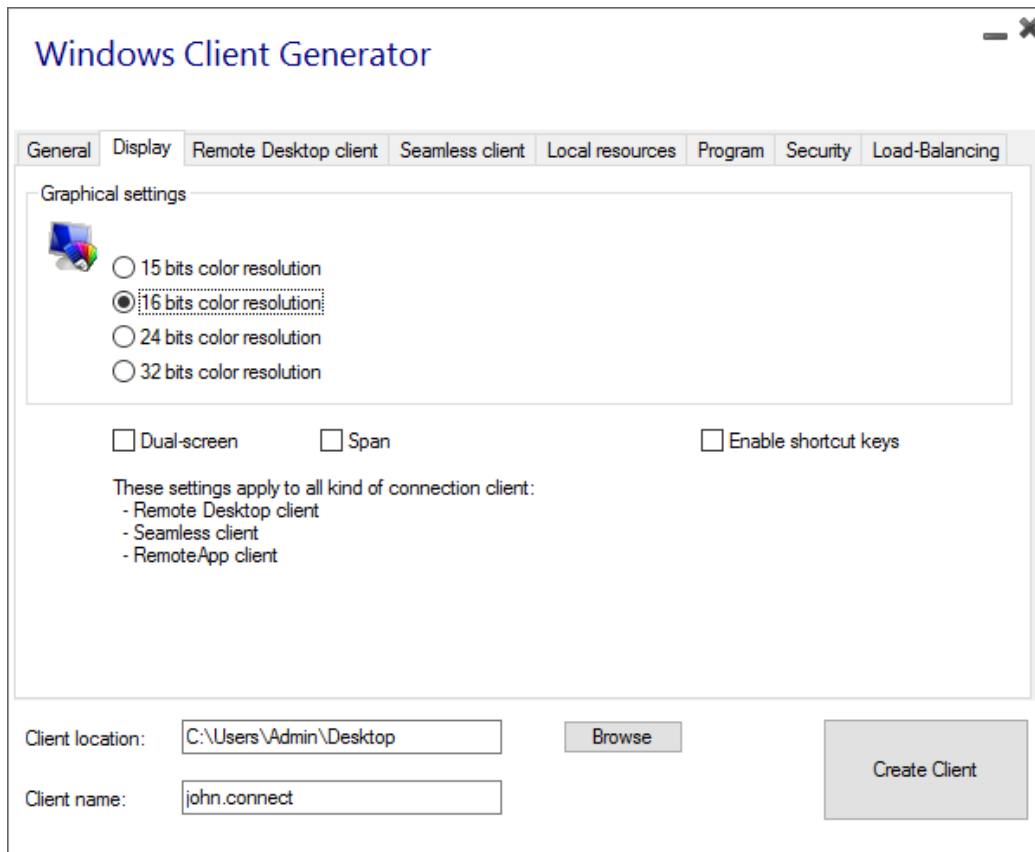 Windows Client Generator
General Display Remote Desktop client Seamless client Local resources Program Security Load-Balancing
Graphical settings
15 bits color resolution
16 bits color resolution
24 bits color resolution
32 bits color resolution
Dual-screen Span Enable shortcut keys
These settings apply to all kind of connection client:
- Remote Desktop client
- Seamless client
- RemoteApp client
Client location: C:\Users\Admin\Desktop Browse
Create Client
Client name: john.connect